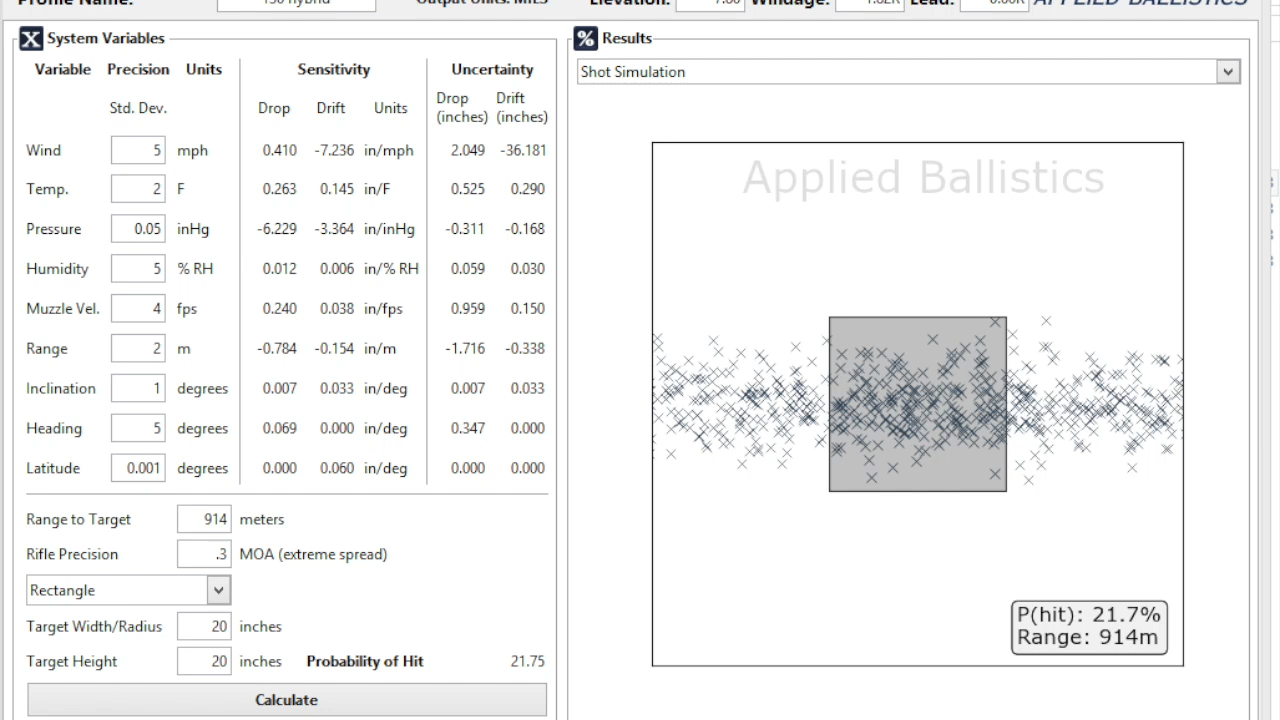 Profile Name: 130 hybrid Output Units: MILS Elevation: 7.60 Windage: 1.82R Lead: 0.00R APPLIED BALLISTICS
System Variables
Variable Precision Units Sensitivity Uncertainty
Std. Dev. Drop Drift Units Drop (inches) Drift (inches)
Wind 5 mph 0.410 -7.236 in/mph 2.049 -36.181
Temp. 2 F 0.263 0.145 in/F 0.525 0.290
Pressure 0.05 inHg -6.229 -3.364 in/inHg -0.311 -0.168
Humidity 5 % RH 0.012 0.006 in/% RH 0.059 0.030
Muzzle Vel. 4 fps 0.240 0.038 in/fps 0.959 0.150
Range 2 m -0.784 -0.154 in/m -1.716 -0.338
Inclination 1 degrees 0.007 0.033 in/deg 0.007 0.033
Heading 5 degrees 0.069 0.000 in/deg 0.347 0.000
Latitude 0.001 degrees 0.000 0.060 in/deg 0.000 0.000
Range to Target 914 meters
Rifle Precision .3 MOA (extreme spread)
Rectangle
Target Width/Radius 20 inches
Target Height 20 inches Probability of Hit 21.75
Calculate
% Results
Shot Simulation
Applied Ballistics
P(hit): 21.7%
Range: 914m